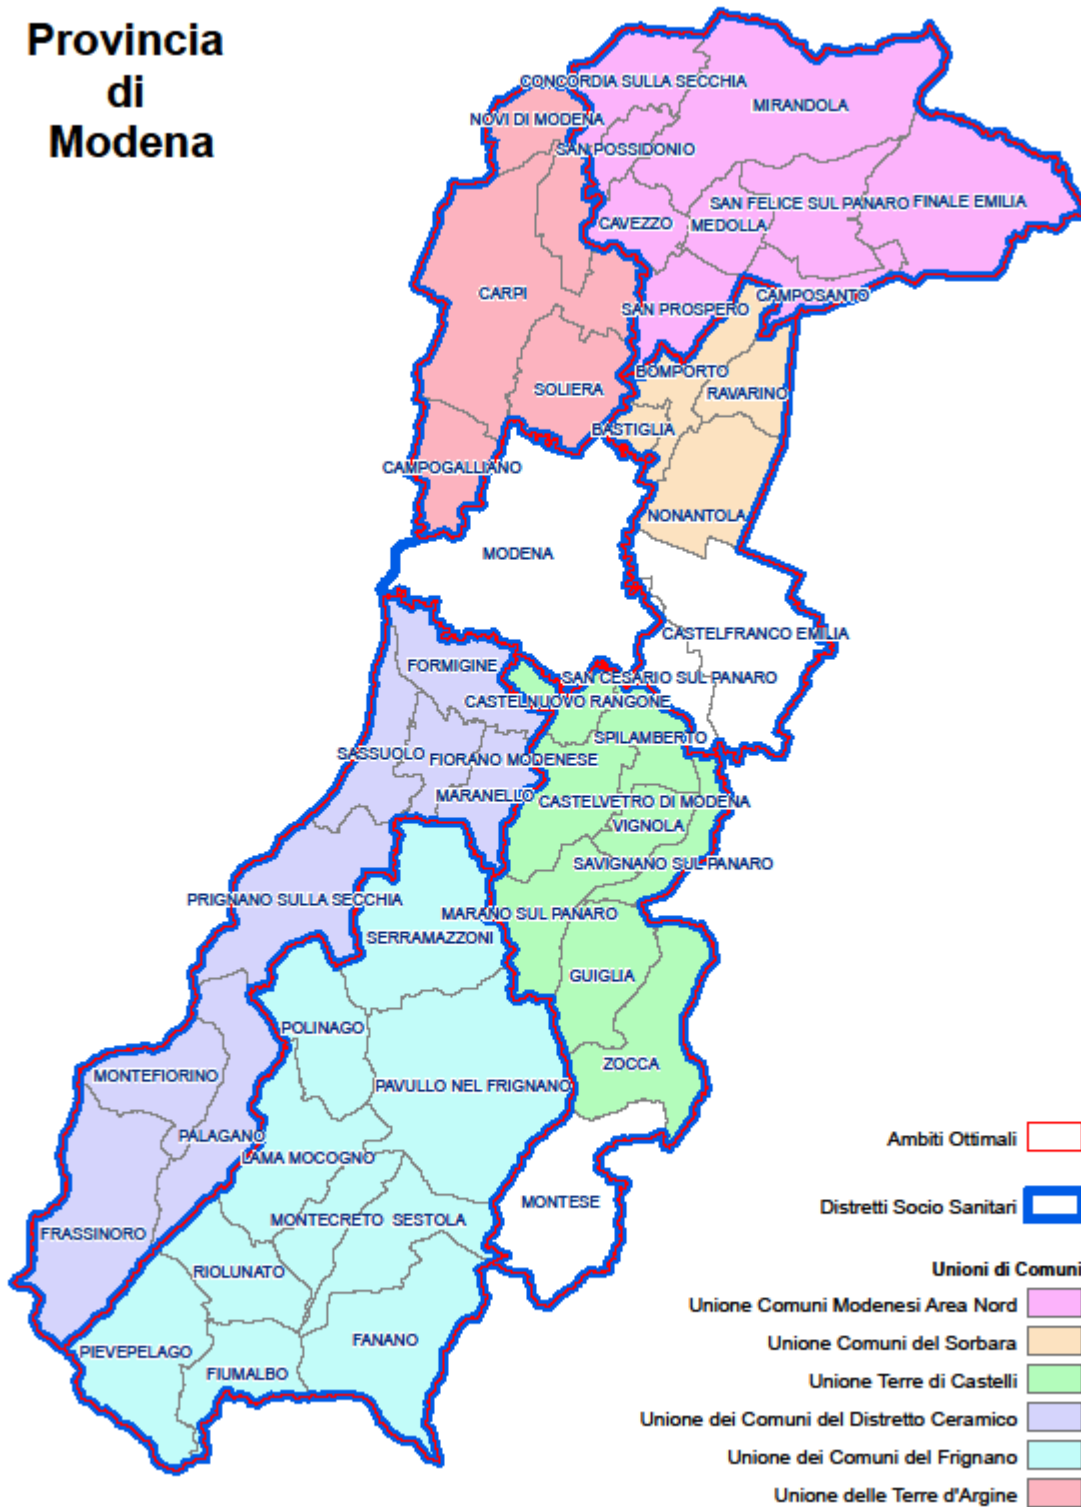 Provincia
di
Modena
CONCORDIA SULLA SECCHIA
MIRANDOLA
NOVI DI MODENA
SAN POSSIDONIO
SAN FELICE SUL PANARO
FINALE EMILIA
CAVEZZO
MEDOLLA
CARPI
CAMPOSANTO
SAN PROSPERO
BOMPORTO
SOLIERA
RAVARINO
BASTIGLIA
CAMPOGALLIANO
NONANTOLA
MODENA
CASTELFRANCO EMILIA
FORMIGINE
SAN CESARIO SUL PANARO
CASTELNUOVO RANGONE
SPILAMBERTO
SASSUOLO
FIORANO MODENESE
MARANELLO
CASTELVETRO DI MODENA
VIGNOLA
SAVIGNANO SUL PANARO
PRIGNANO SULLA SECCHIA
MARANO SUL PANARO
SERRAMAZZONI
GUIGLIA
POLINAGO
ZOCCA
MONTEFIORINO
PAVULLO NEL FRIGNANO
PALAGANO
LAMA MOCOGNO
MONTESE
MONTECRETO
SESTOLA
FRASSINORO
RIOLUNATO
FANANO
PIEVEPELAGO
FIUMALBO
Ambiti Ottimali
Distretti Socio Sanitari
Unioni di Comuni
Unione Comuni Modenesi Area Nord
Unione Comuni del Sorbara
Unione Terre di Castelli
Unione dei Comuni del Distretto Ceramico
Unione dei Comuni del Frignano
Unione delle Terre d'Argine